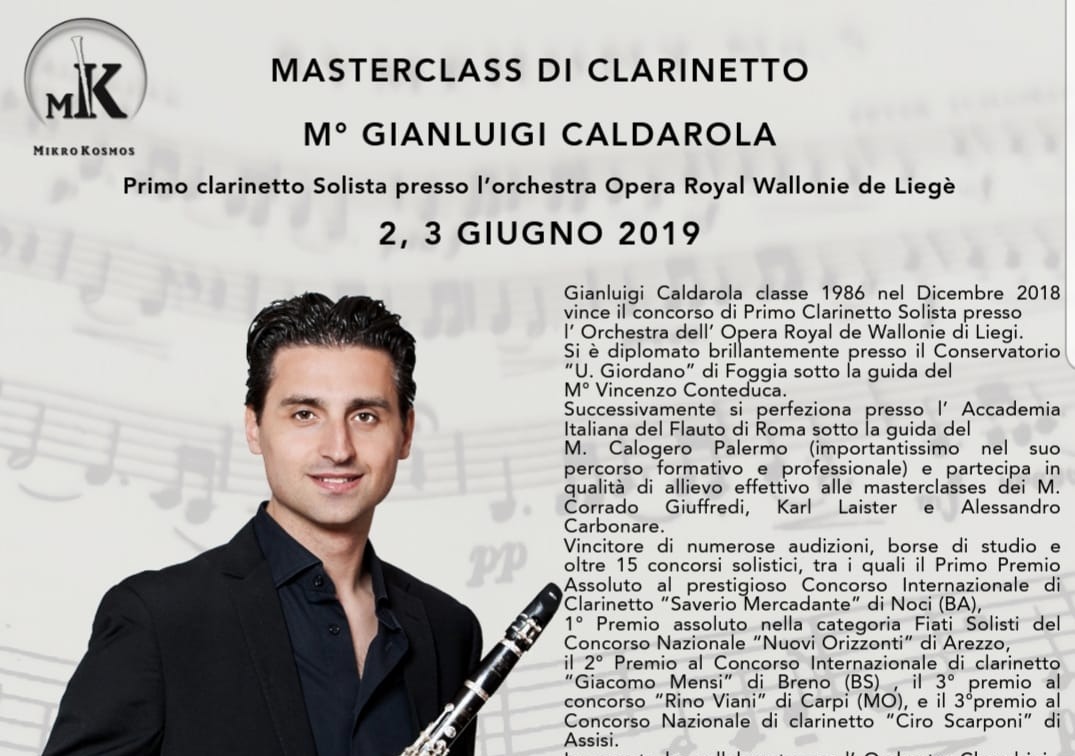 MK
MIKROKOSMOS
MASTERCLASS DI CLARINETTO
M° GIANLUIGI CALDAROLA
Primo clarinetto Solista presso l’orchestra Opera Royal Wallonie de Liegè
2, 3 GIUGNO 2019
Gianluigi Caldarola classe 1986 nel Dicembre 2018
vince il concorso di Primo Clarinetto Solista presso
l’ Orchestra dell’ Opera Royal de Wallonie di Liegi.
Si è diplomato brillantemente presso il Conservatorio
“U. Giordano” di Foggia sotto la guida del
M° Vincenzo Conteduca.
Successivamente si perfeziona presso l’ Accademia
Italiana del Flauto di Roma sotto la guida del
M. Calogero Palermo (importantissimo nel suo
percorso formativo e professionale) e partecipa in
qualità di allievo effettivo alle masterclasses dei M.
Corrado Giuffredi, Karl Laister e Alessandro
Carbonare.
Vincitore di numerose audizioni, borse di studio e
oltre 15 concorsi solistici, tra i quali il Primo Premio
Assoluto al prestigioso Concorso Internazionale di
Clarinetto “Saverio Mercadante” di Noci (BA),
1° Premio assoluto nella categoria Fiati Solisti del
Concorso Nazionale “Nuovi Orizzonti” di Arezzo,
il 2° Premio al Concorso Internazionale di clarinetto
“Giacomo Mensi” di Breno (BS) , il 3° premio al
concorso “Rino Viani” di Carpi (MO), e il 3°premio al
Concorso Nazionale di clarinetto “Ciro Scarponi” di
Assisi.
pp